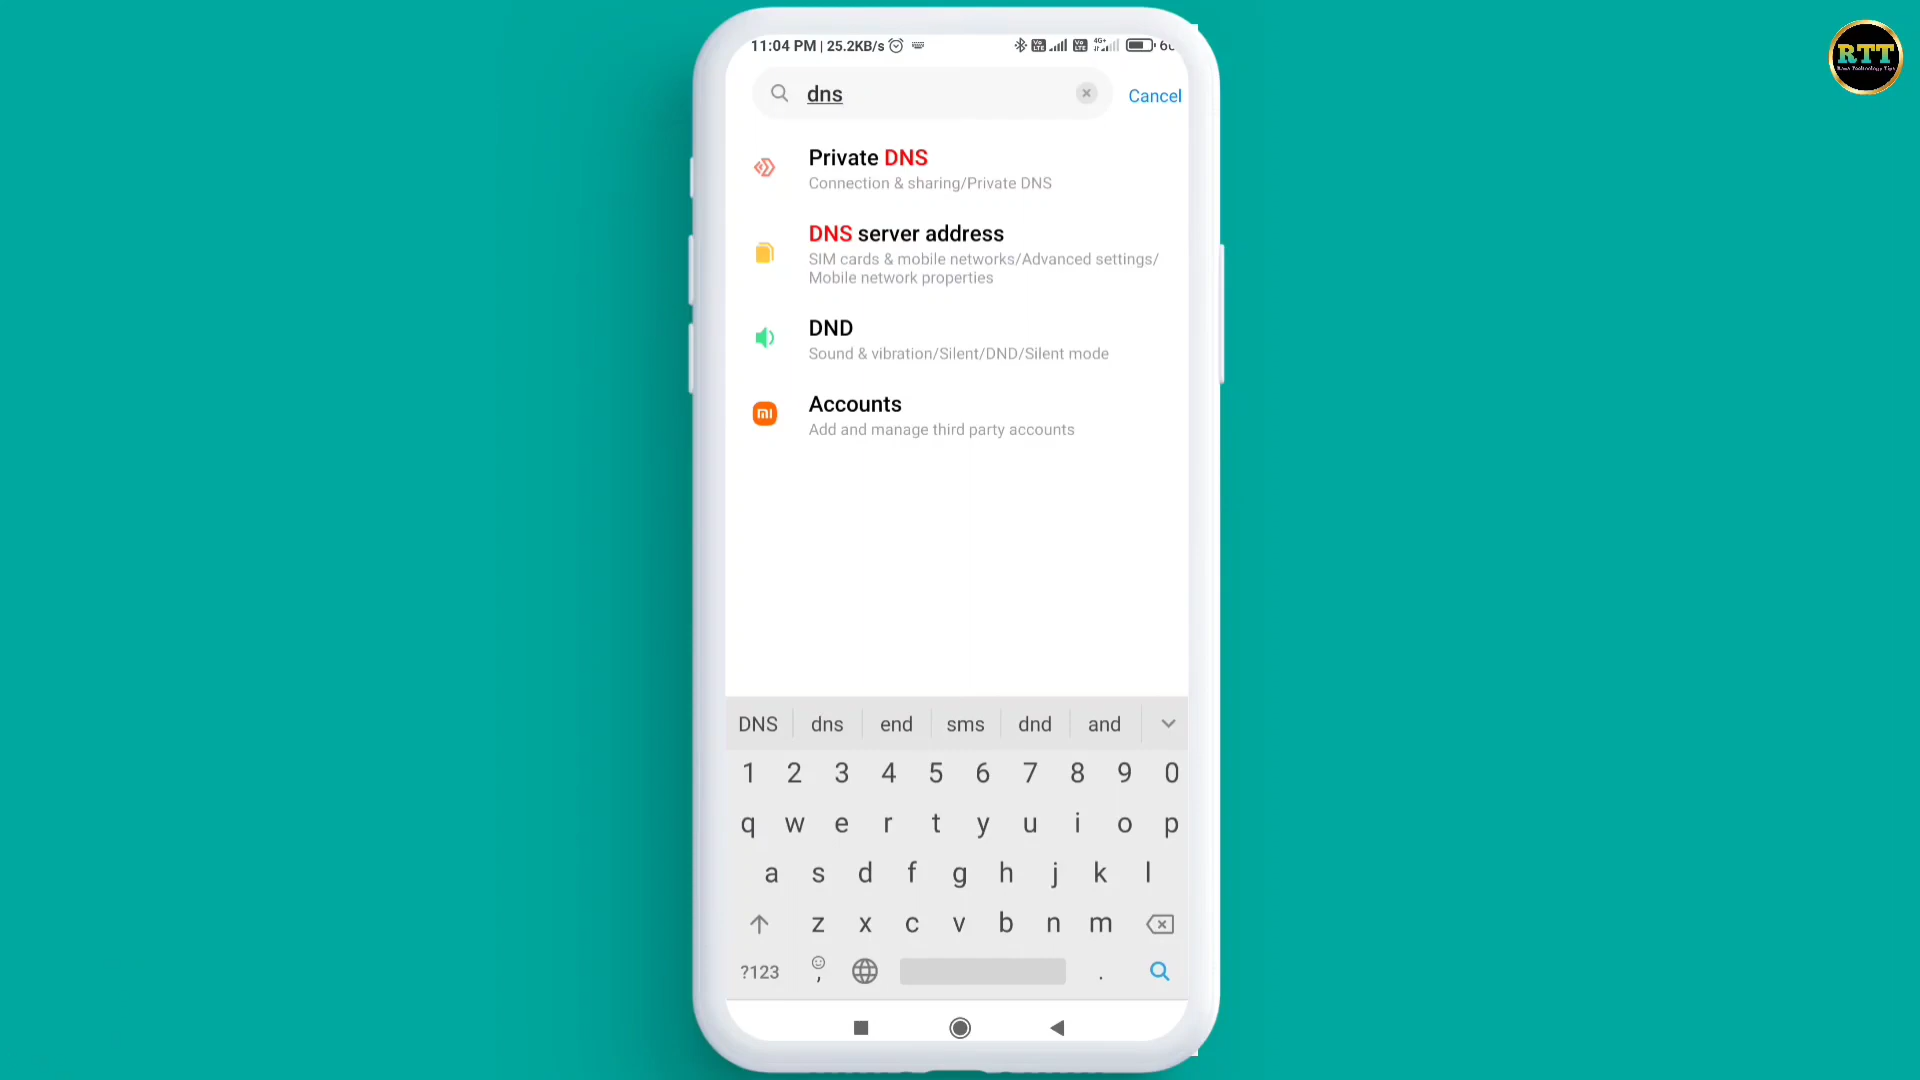 11:04 PM | 25.2KB/s
RTT
dns
Cancel
Private DNS
Connection & sharing/Private DNS
DNS server address
SIM cards & mobile networks/Advanced settings/
Mobile network properties
DND
Sound & vibration/Silent/DND/Silent mode
Accounts
Add and manage third party accounts
DNS dns end sms dnd and
1 2 3 4 5 6 7 8 9 0
q w e r t y u i o p
a s d f g h j k l
z x c v b n m
?123 , .